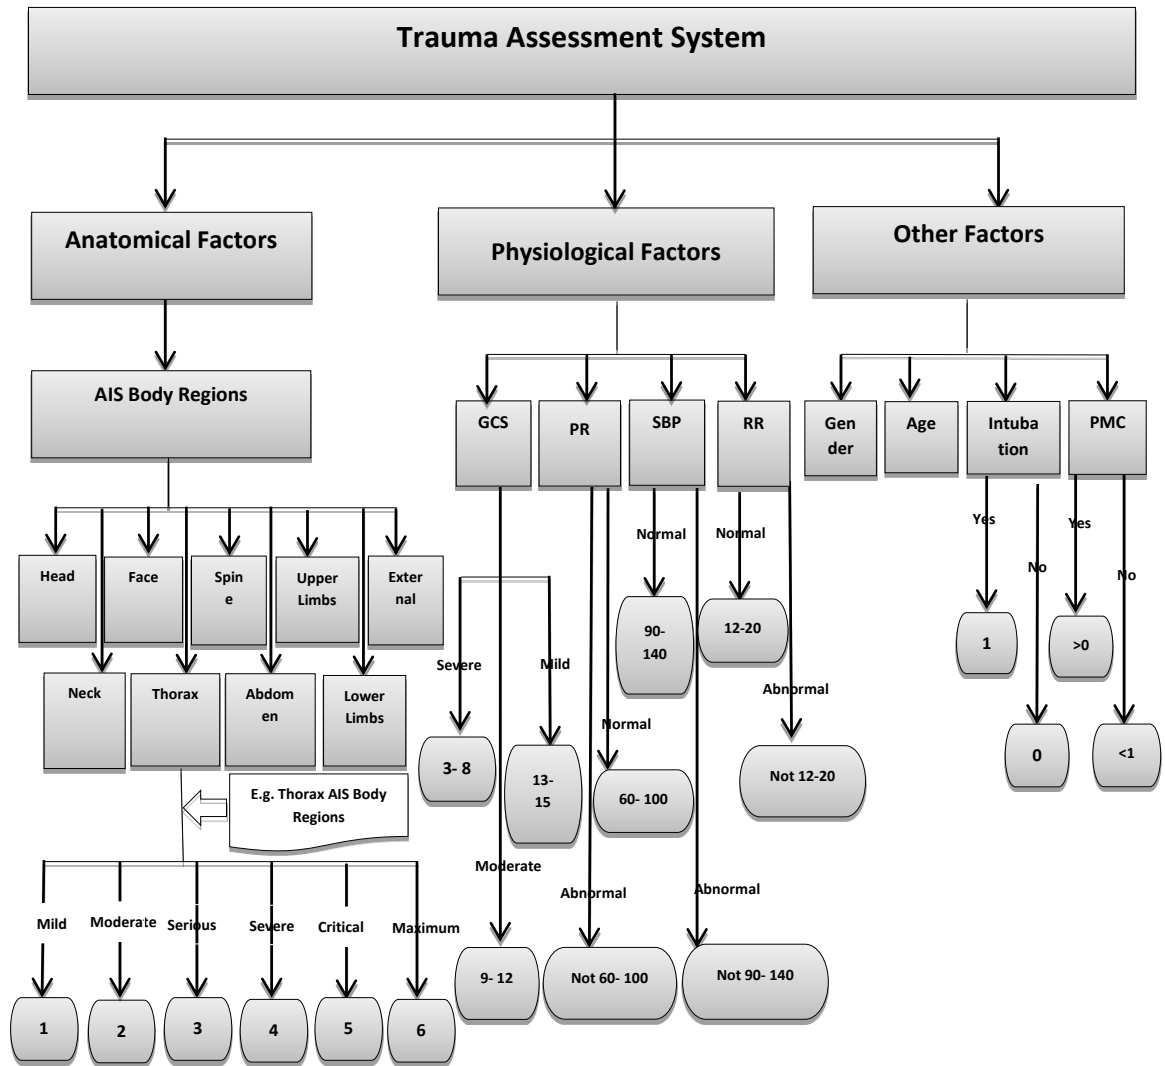 Trauma Assessment System
Anatomical Factors
Physiological Factors
Other Factors
AIS Body Regions
GCS
PR
SBP
RR
Gen
der
Age
Intuba
tion
PMC
Yes
No
Yes
No
Normal
Normal
Head
Face
Spin
e
Upper
Limbs
Exter
nal
Neck
Thorax
Abdom
en
Lower
Limbs
90-
140
12-20
1
>0
Severe
Mild
Abnormal
Normal
3- 8
13-
15
60- 100
Not 12-20
0
<1
E.g. Thorax AIS Body
Regions
Moderate
Abnormal
Abnormal
Mild
Moderate
Serious
Severe
Critical
Maximum
9- 12
Not 60- 100
Not 90- 140
1
2
3
4
5
6